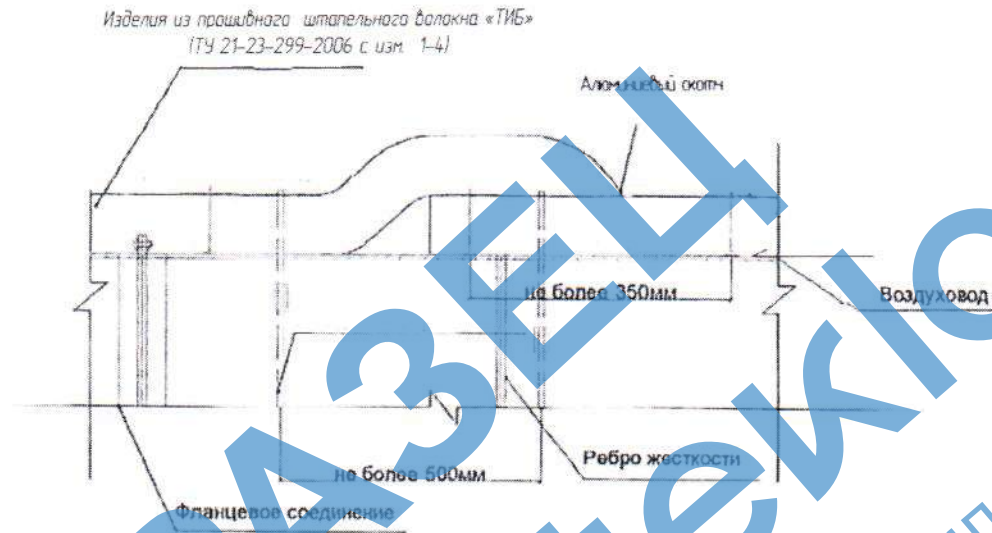 Изделия из прошивного штапельного волокна «ТИБ»
(ТУ 21-23-299-2006 с изм. 1-4)
Алюминиевый скотч
не более 350мм
Воздуховод
Ребро жесткости
не более 500мм
Фланцевое соединение